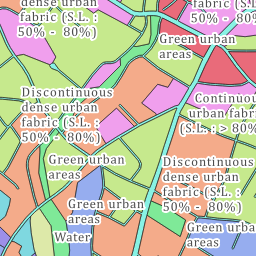 dense urban
fabric (S.L. :
50% - 80%)
fabric (S.L. :
50% - 80%)
Green urban
areas
Discontinuous
dense urban
fabric (S.L. :
50% - 80%)
Continuous
urban fabric
(S.L. : > 80%
Green urban
areas
Discontinuous
dense urban
fabric (S.L. :
50% - 80%)
Green urban
areas
Green urban
areas
Water